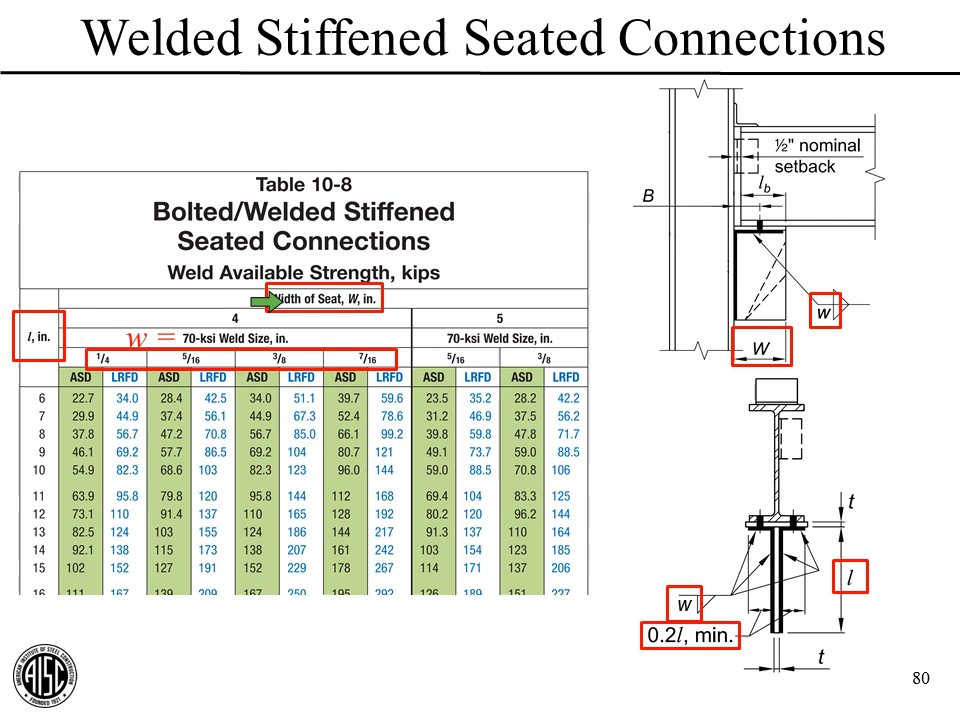 Welded Stiffened Seated Connections
Table 10-8
Bolted/Welded Stiffened
Seated Connections
Weld Available Strength, kips
l, in.
Width of Seat, W, in.
4 5
w = 70-ksi Weld Size, in. 70-ksi Weld Size, in.
1/4 5/16 3/8 7/16 5/16 3/8
ASD LRFD ASD LRFD ASD LRFD ASD LRFD ASD LRFD ASD LRFD
6 22.7 34.0 28.4 42.5 34.0 51.1 39.7 59.6 23.5 35.2 28.2 42.2
7 29.9 44.9 37.4 56.1 44.9 67.3 52.4 78.6 31.2 46.9 37.5 56.2
8 37.8 56.7 47.2 70.8 56.7 85.0 66.1 99.2 39.8 59.8 47.8 71.7
9 46.1 69.2 57.7 86.5 69.2 104 80.7 121 49.1 73.7 59.0 88.5
10 54.9 82.3 68.6 103 82.3 123 96.0 144 59.0 88.5 70.8 106
11 63.9 95.8 79.8 120 95.8 144 112 168 69.4 104 83.3 125
12 73.1 110 91.4 137 110 165 128 192 80.2 120 96.2 144
13 82.5 124 103 155 124 186 144 217 91.3 137 110 164
14 92.1 138 115 173 138 207 161 242 103 154 123 185
15 102 152 127 191 152 229 178 267 114 171 137 206
16 111 167 139 209 167 250 195 292 126 189 151 227
½" nominal
setback
lb
B
w
W
t
l
w
0.2l, min.
t
AMERICAN INSTITUTE OF STEEL CONSTRUCTION
AISC
FOUNDED 1921
80